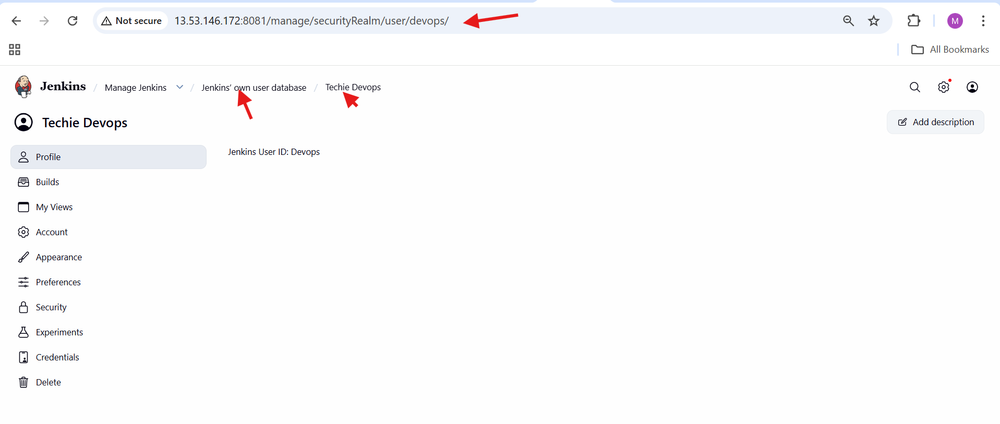 Not secure 13.53.146.172:8081/manage/securityRealm/user/devops/ M
All Bookmarks
Jenkins / Manage Jenkins / Jenkins’ own user database / Techie Devops
Techie Devops Add description
Profile Jenkins User ID: Devops
Builds
My Views
Account
Appearance
Preferences
Security
Experiments
Credentials
Delete